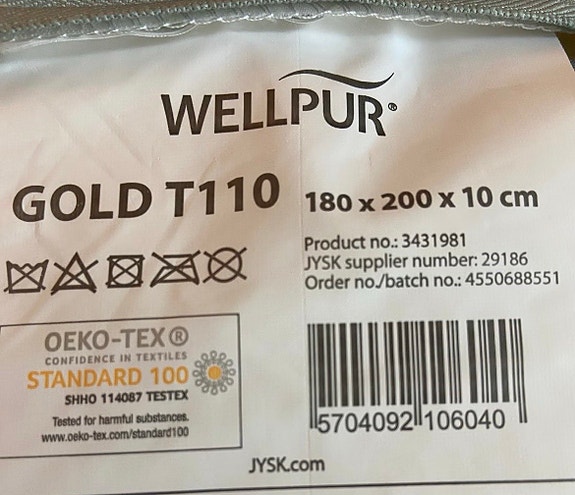 WELLPUR®
GOLD T110
180 x 200 x 10 cm
Product no.: 3431981
JYSK supplier number: 29186
Order no./batch no.: 4550688551
OEKO-TEX®
CONFIDENCE IN TEXTILES
STANDARD 100
SHHO 114087 TESTEX
Tested for harmful substances.
www.oeko-tex.com/standard100
5704092 106040
JYSK.com